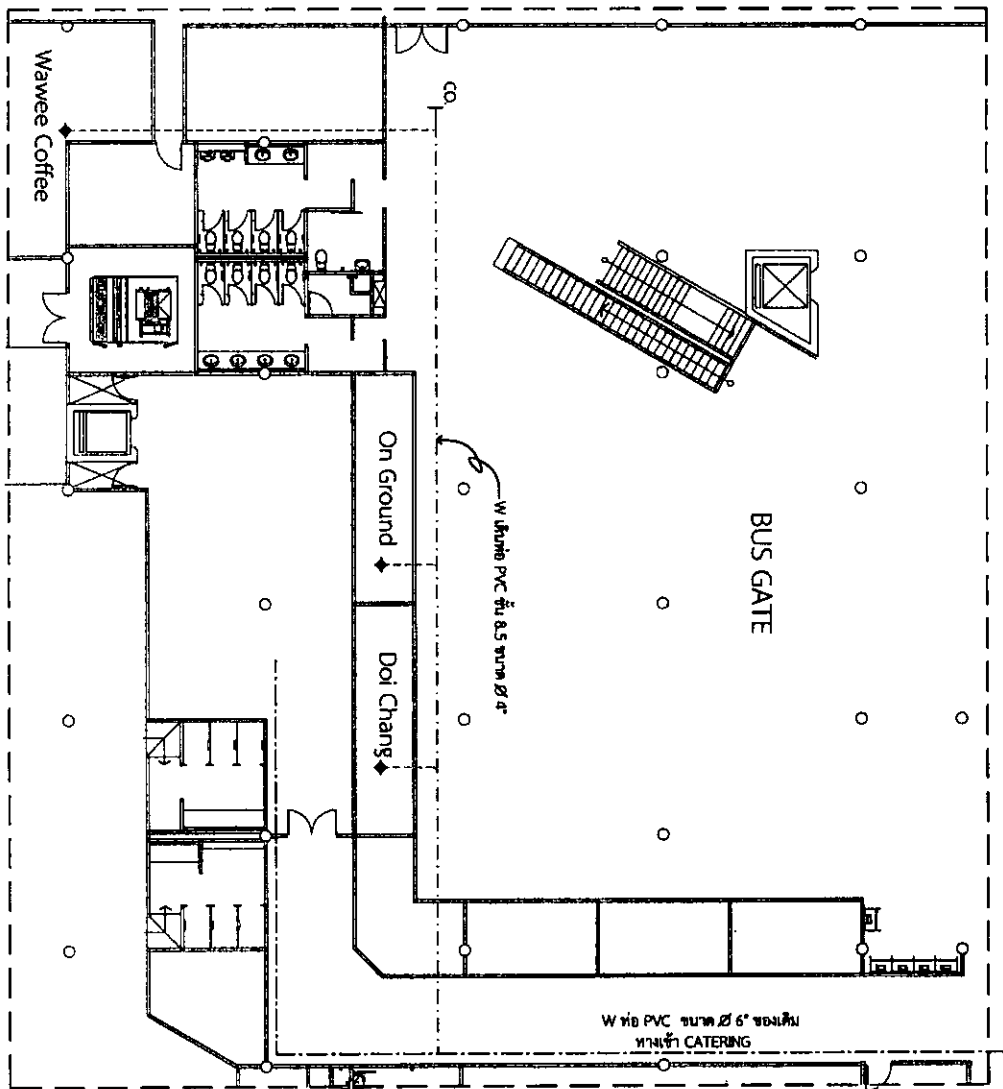 CO.
Wawee Coffee
On Ground
W เดินท่อ PVC ชั้น 8.5 ขนาด Ø 4"
BUS GATE
Doi Chang
W ท่อ PVC ขนาด Ø 6" ของเดิม
ทางเข้า CATERING